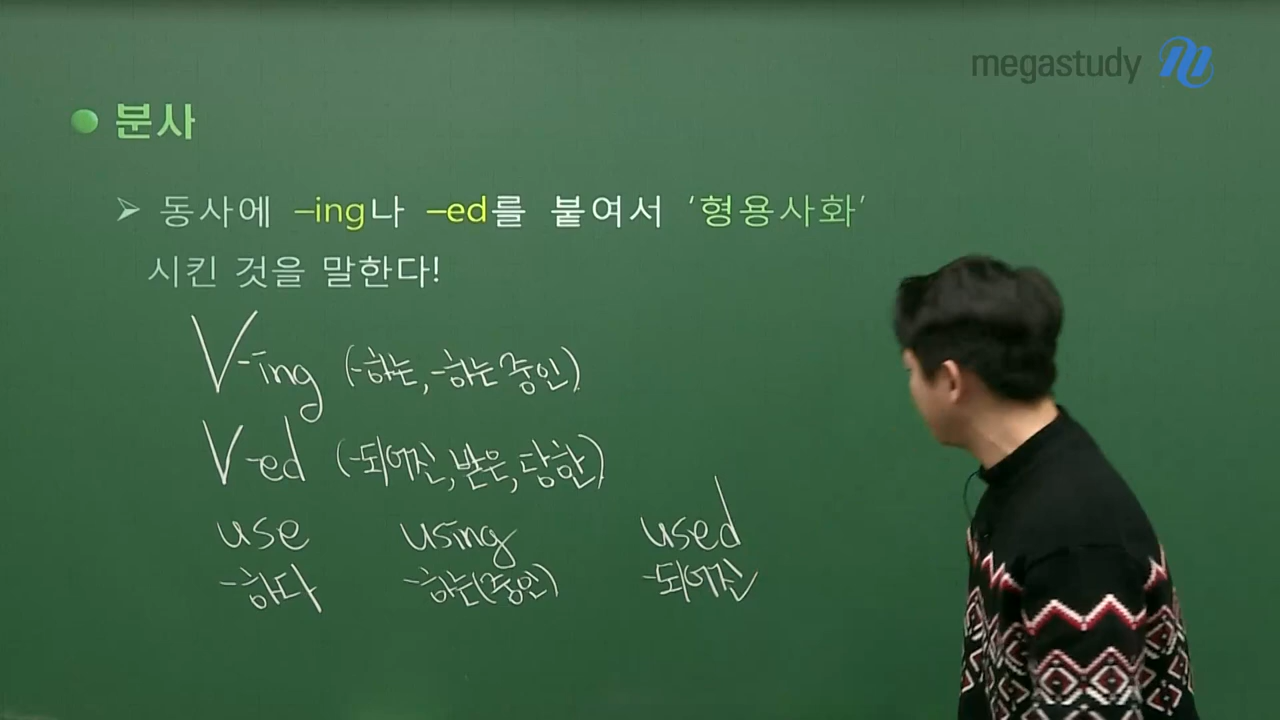 megastudy
분사
동사에 –ing나 –ed를 붙여서 ‘형용사화’
시킨 것을 말한다!
V-ing (-하는, -하는 중인)
V-ed (-되어진, 받은, 당한)
use using used
-하다 -하는(중인) -되어진